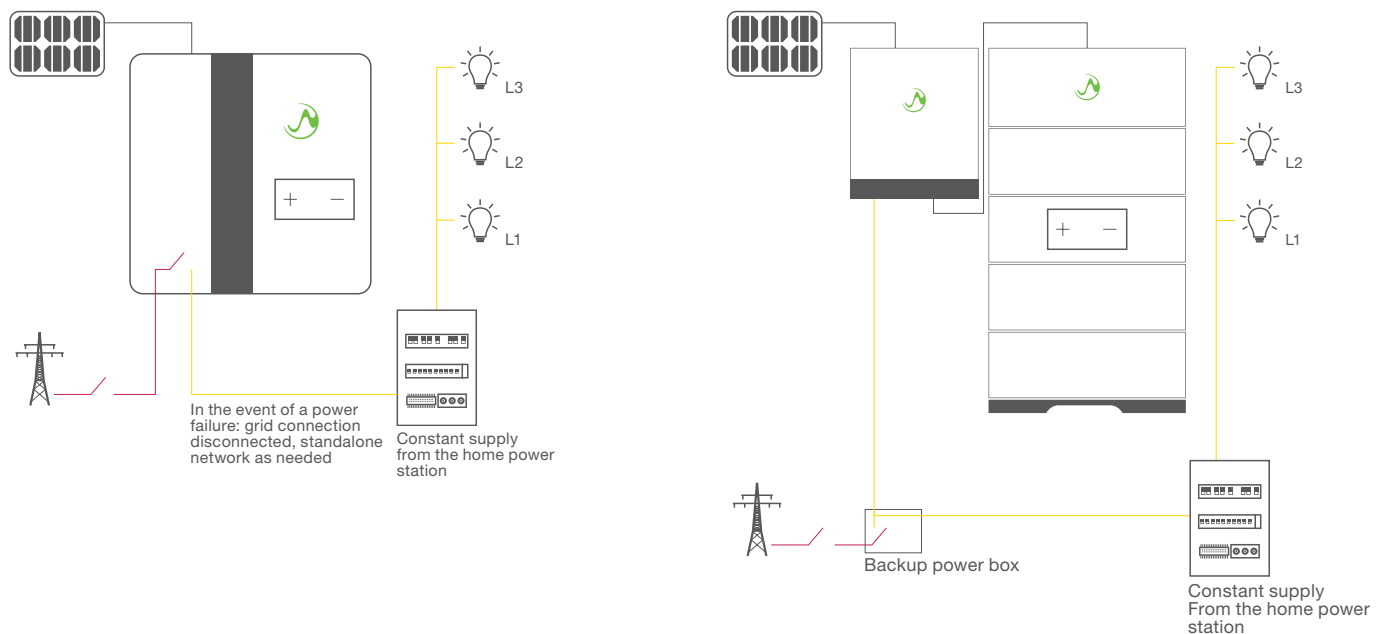 L3
L2
L1
+ −
In the event of a power
failure: grid connection
disconnected, standalone
network as needed
Constant supply
from the home power
station
L3
L2
L1
+ −
Backup power box
Constant supply
From the home power
station